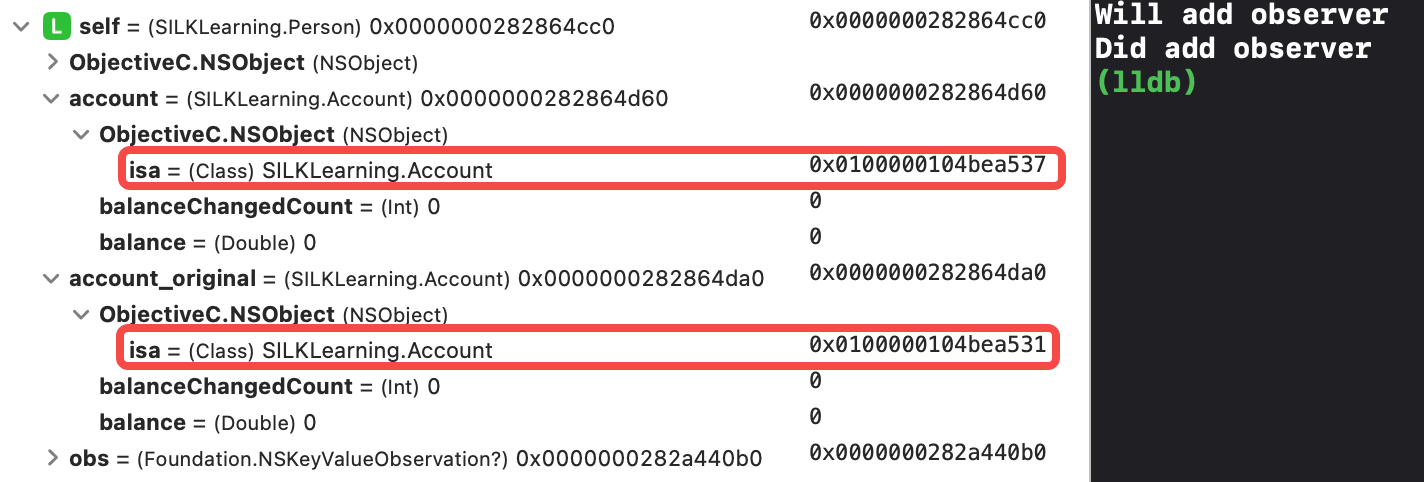 L self = (SILKLearning.Person) 0x0000000282864cc0 0x0000000282864cc0
ObjectiveC.NSObject (NSObject)
account = (SILKLearning.Account) 0x0000000282864d60 0x0000000282864d60
ObjectiveC.NSObject (NSObject)
isa = (Class) SILKLearning.Account 0x0100000104bea537
balanceChangedCount = (Int) 0 0
balance = (Double) 0 0
account_original = (SILKLearning.Account) 0x0000000282864da0 0x0000000282864da0
ObjectiveC.NSObject (NSObject)
isa = (Class) SILKLearning.Account 0x0100000104bea531
balanceChangedCount = (Int) 0 0
balance = (Double) 0 0
obs = (Foundation.NSKeyValueObservation?) 0x0000000282a440b0 0x0000000282a440b0
Will add observer
Did add observer
(lldb)